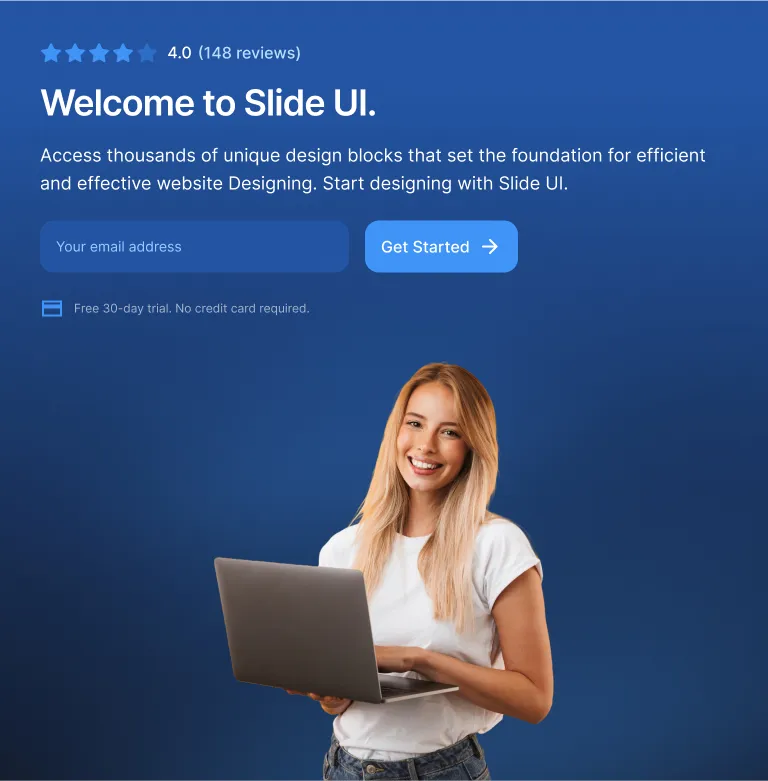 4.0 (148 reviews)
Welcome to Slide UI.
Access thousands of unique design blocks that set the foundation for efficient
and effective website Designing. Start designing with Slide UI.
Your email address
Get Started
Free 30-day trial. No credit card required.